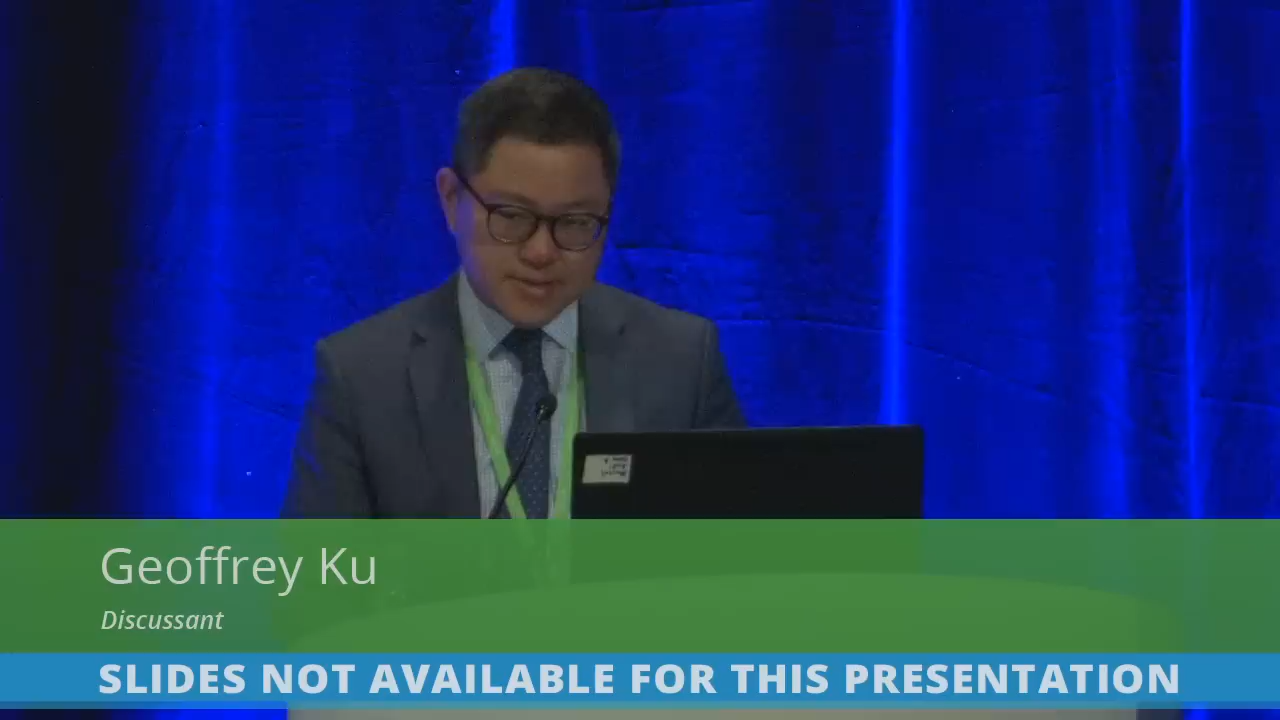 Geoffrey Ku
Discussant
SLIDES NOT AVAILABLE FOR THIS PRESENTATION